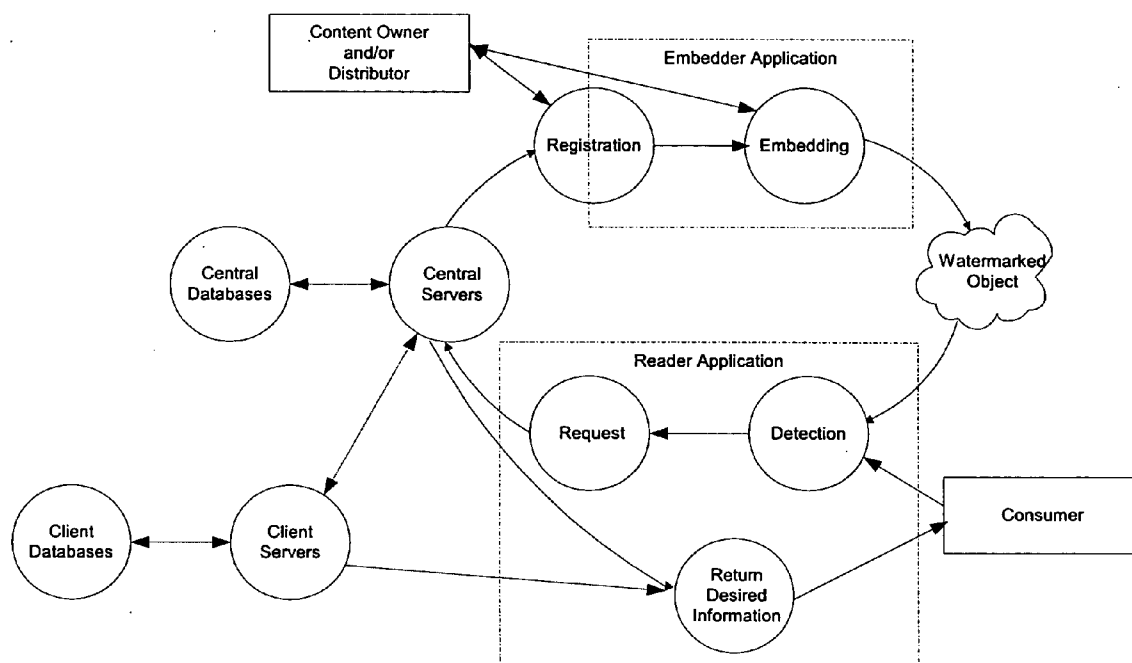 Content Owner
and/or
Distributor
Embedder Application
Registration
Embedding
Central
Databases
Central
Servers
Watermarked
Object
Reader Application
Request
Detection
Consumer
Client
Databases
Client
Servers
Return
Desired
Information